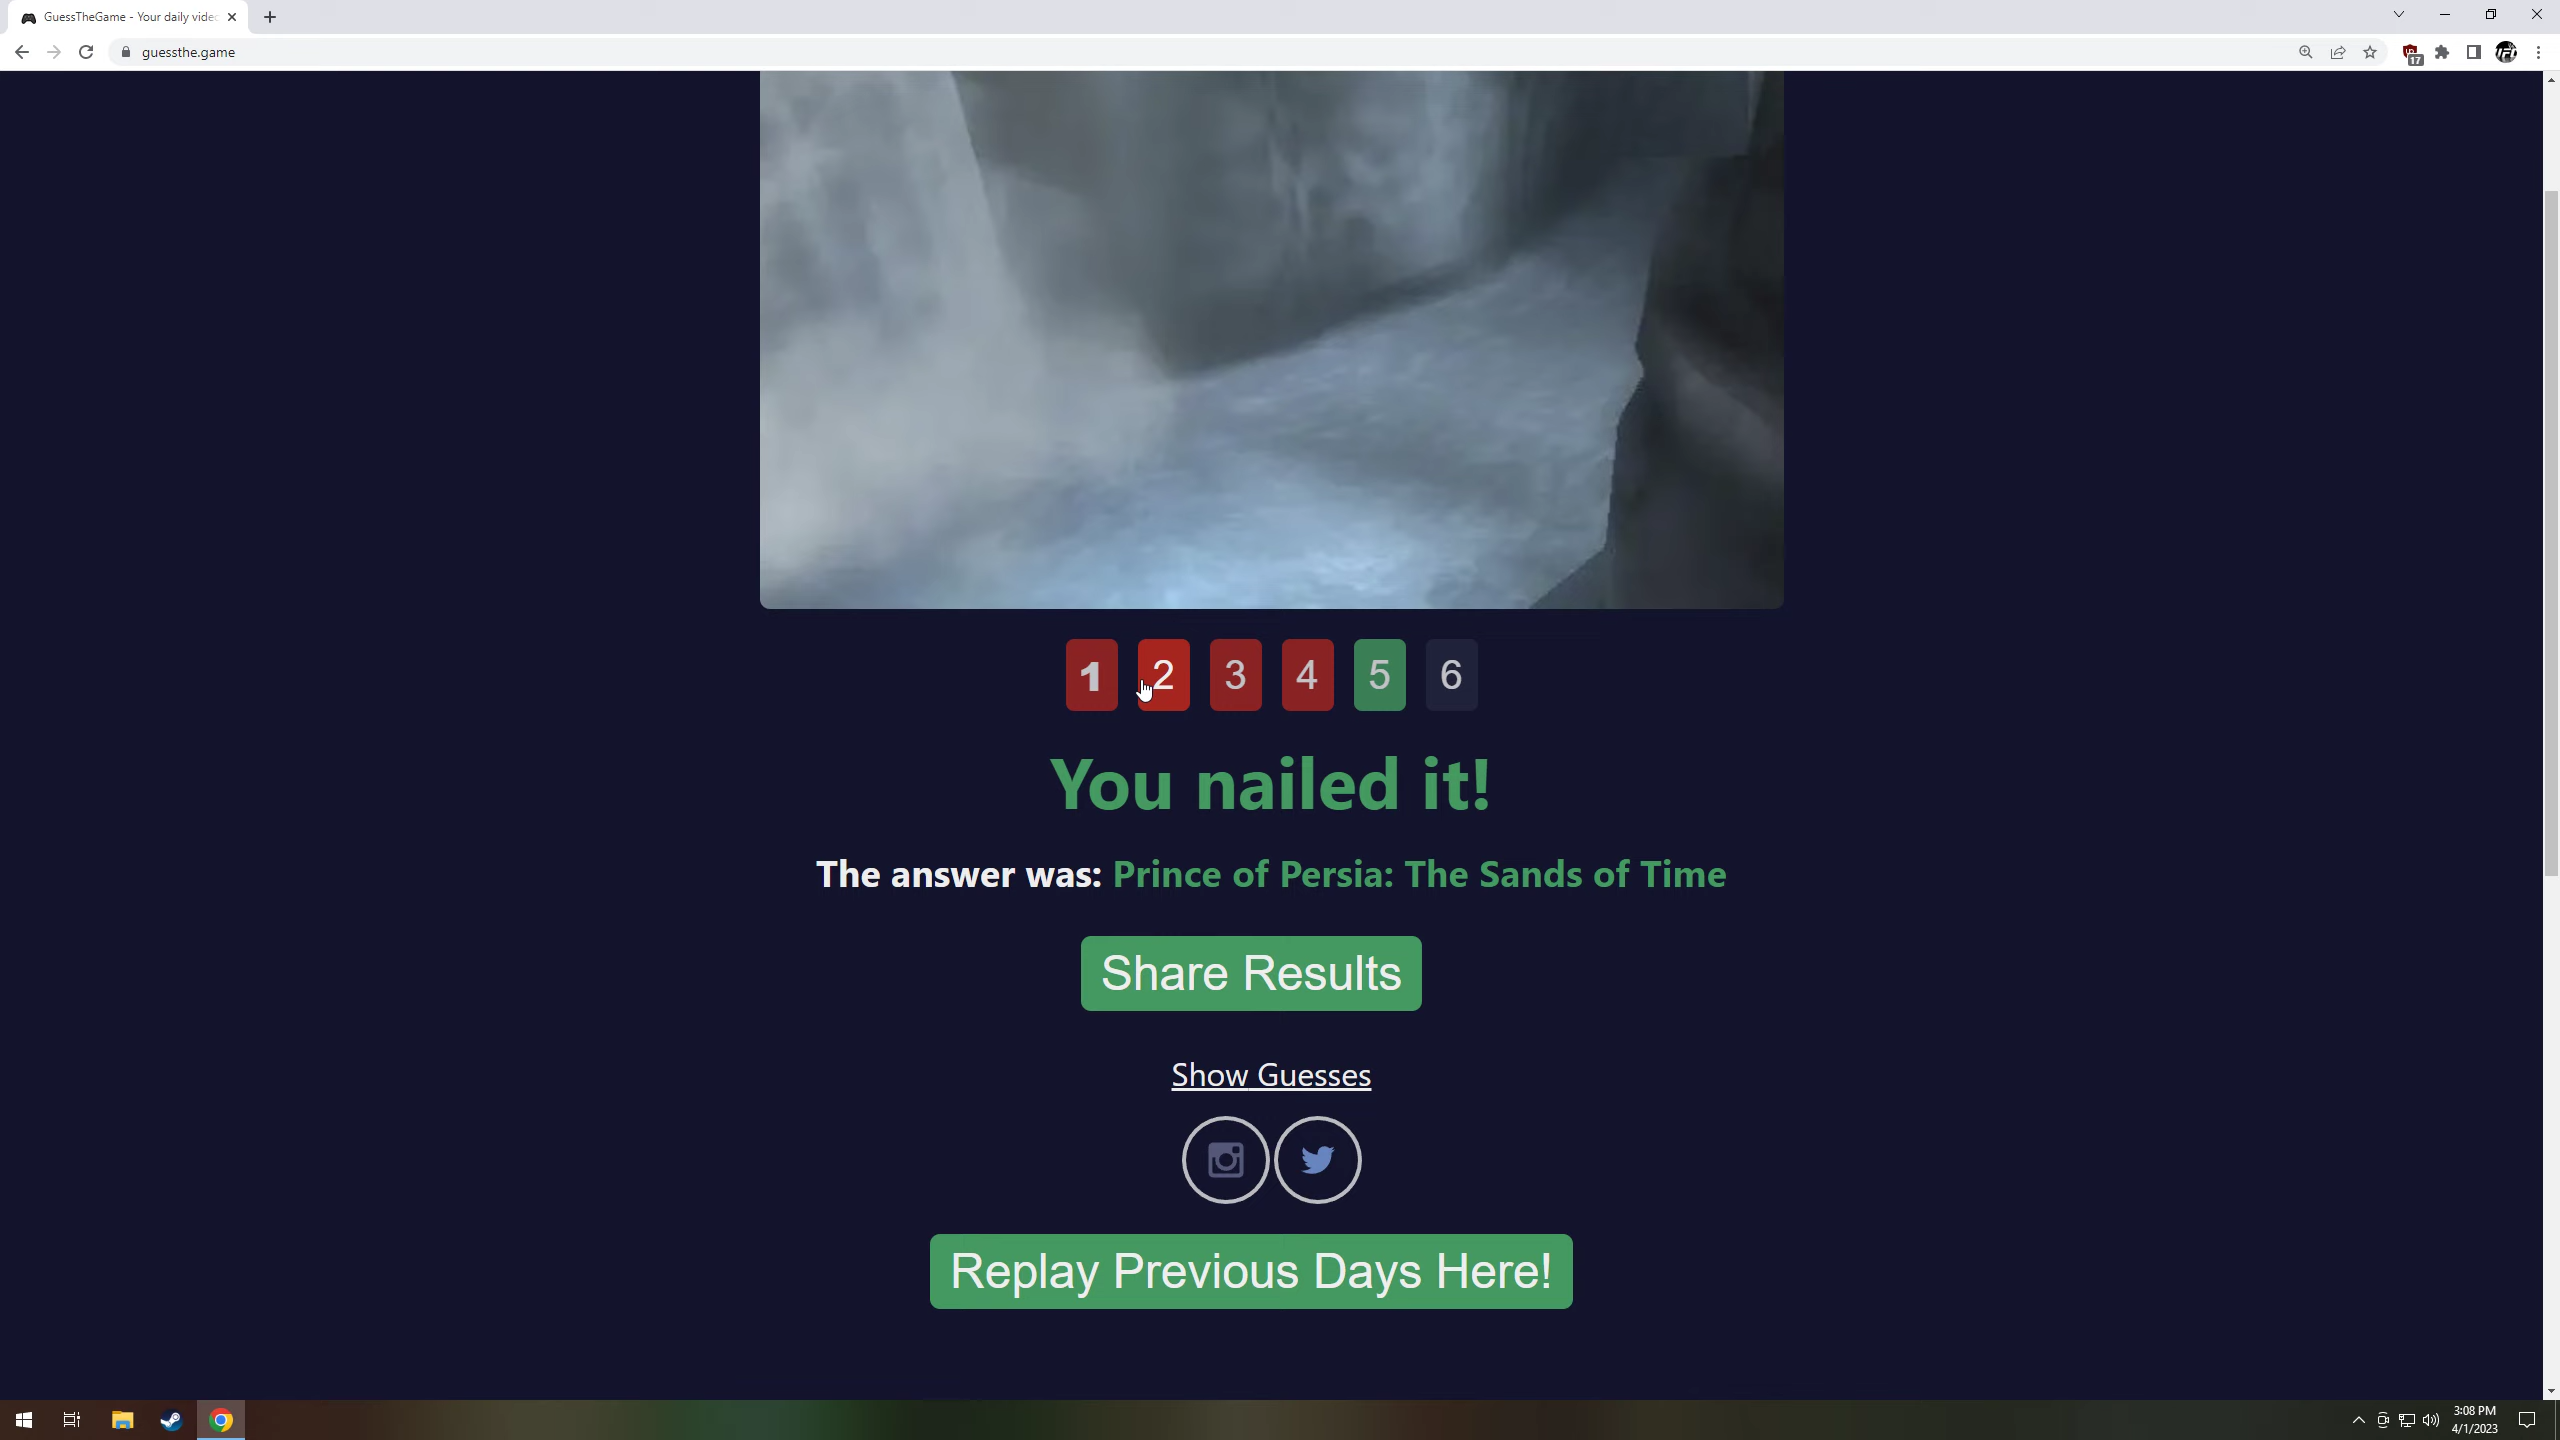 GuessTheGame - Your daily vide
guessthe.game
17
1 2 3 4 5 6
You nailed it!
The answer was: Prince of Persia: The Sands of Time
Share Results
Show Guesses
Replay Previous Days Here!
3:08 PM
4/1/2023